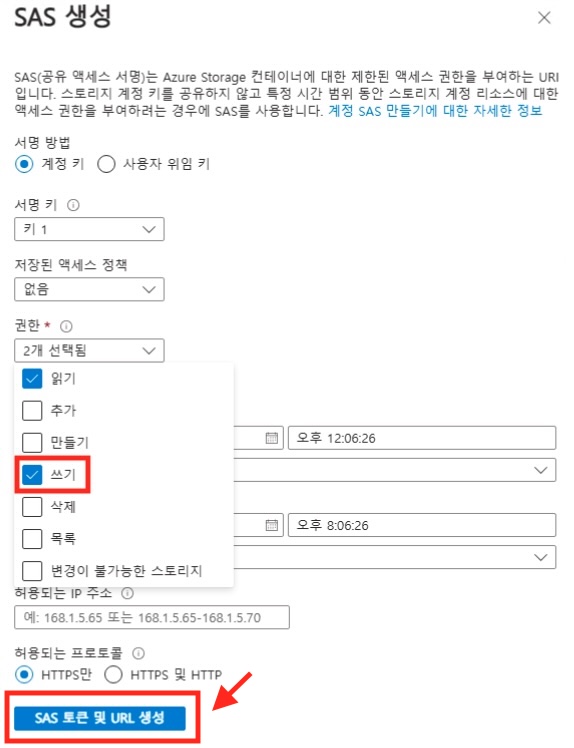 SAS 생성
SAS(공유 액세스 서명)는 Azure Storage 컨테이너에 대한 제한된 액세스 권한을 부여하는 URI
입니다. 스토리지 계정 키를 공유하지 않고 특정 시간 범위 동안 스토리지 계정 리소스에 대한
액세스 권한을 부여하려는 경우에 SAS를 사용합니다. 계정 SAS 만들기에 대한 자세한 정보
서명 방법
계정 키 사용자 위임 키
서명 키
키 1
저장된 액세스 정책
없음
권한 *
2개 선택됨
읽기
추가
만들기
오후 12:06:26
쓰기
삭제
오후 8:06:26
목록
변경이 불가능한 스토리지
허용되는 IP 주소
예: 168.1.5.65 또는 168.1.5.65-168.1.5.70
허용되는 프로토콜
HTTPS만 HTTPS 및 HTTP
SAS 토큰 및 URL 생성